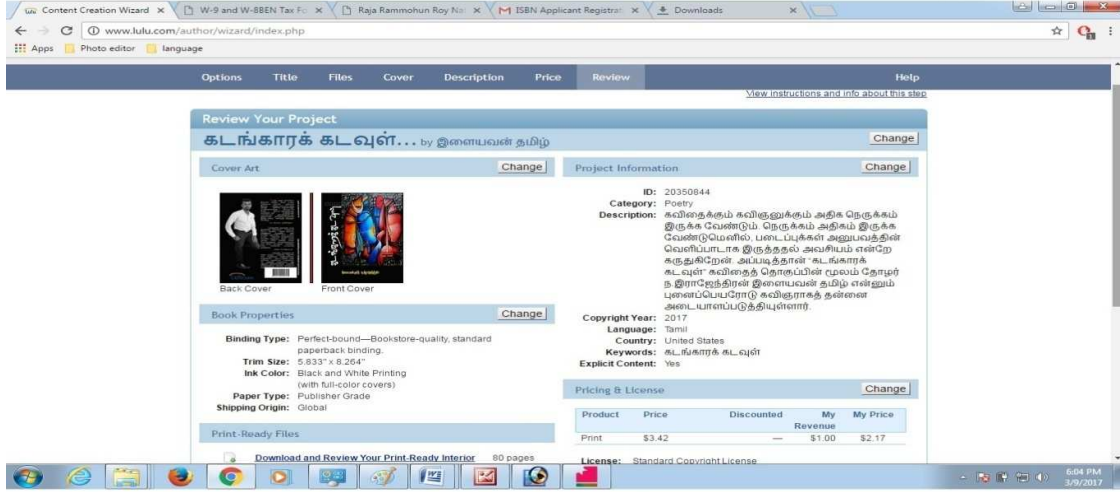 Content Creation Wizard
W-9 and W-8BEN Tax Fo
Raja Rammohun Roy Na
ISBN Applicant Registrat
Downloads
www.lulu.com/author/wizard/index.php
Apps Photo editor language
Options Title Files Cover Description Price Review Help
View instructions and info about this step
Review Your Project
கடங்காரக் கடவுள்... by இளையவன் தமிழ் Change
Cover Art Change
Back Cover Front Cover
Book Properties Change
Binding Type: Perfect-bound—Bookstore-quality, standard
paperback binding.
Trim Size: 5.833" x 8.264"
Ink Color: Black and White Printing
(with full-color covers)
Paper Type: Publisher Grade
Shipping Origin: Global
Print-Ready Files
Download and Review Your Print-Ready Interior 80 pages
Project Information Change
ID: 20350844
Category: Poetry
Description: கவிதைக்கும் கவிஞனுக்கும் அதிக நெருக்கம்
இருக்க வேண்டும். நெருக்கம் அதிகம் இருக்க
வேண்டுமெனில், படைப்புக்கள் அனுபவத்தின்
வெளிப்பாடாக இருத்தல் அவசியம் என்றே
கருதுகிறேன். அப்படித்தான் "கடங்காரக்
கடவுள்" கவிதைத் தொகுப்பின் மூலம் தோழர்
ந.இராஜேந்திரன் இளையவன் தமிழ் என்னும்
புனைப்பெயரோடு கவிஞராகத் தன்னை
அடையாளப்படுத்தியுள்ளார்.
Copyright Year: 2017
Language: Tamil
Country: United States
Keywords: கடங்காரக் கடவுள்
Explicit Content: Yes
Pricing & License Change
Product Price Discounted My Revenue My Price
Print $3.42 — $1.00 $2.17
License: Standard Copyright License
6:04 PM
3/9/2017